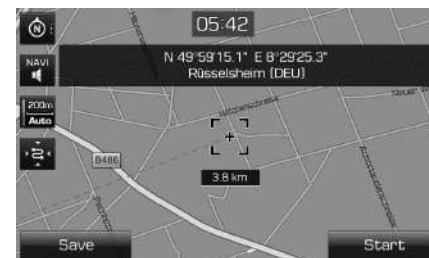 05:42
N
NAVI
N 49°59'15.1" E 8°29'25.3"
Rüsselsheim (DEU)
200m
Auto
B486
3.8 km
Save
Start